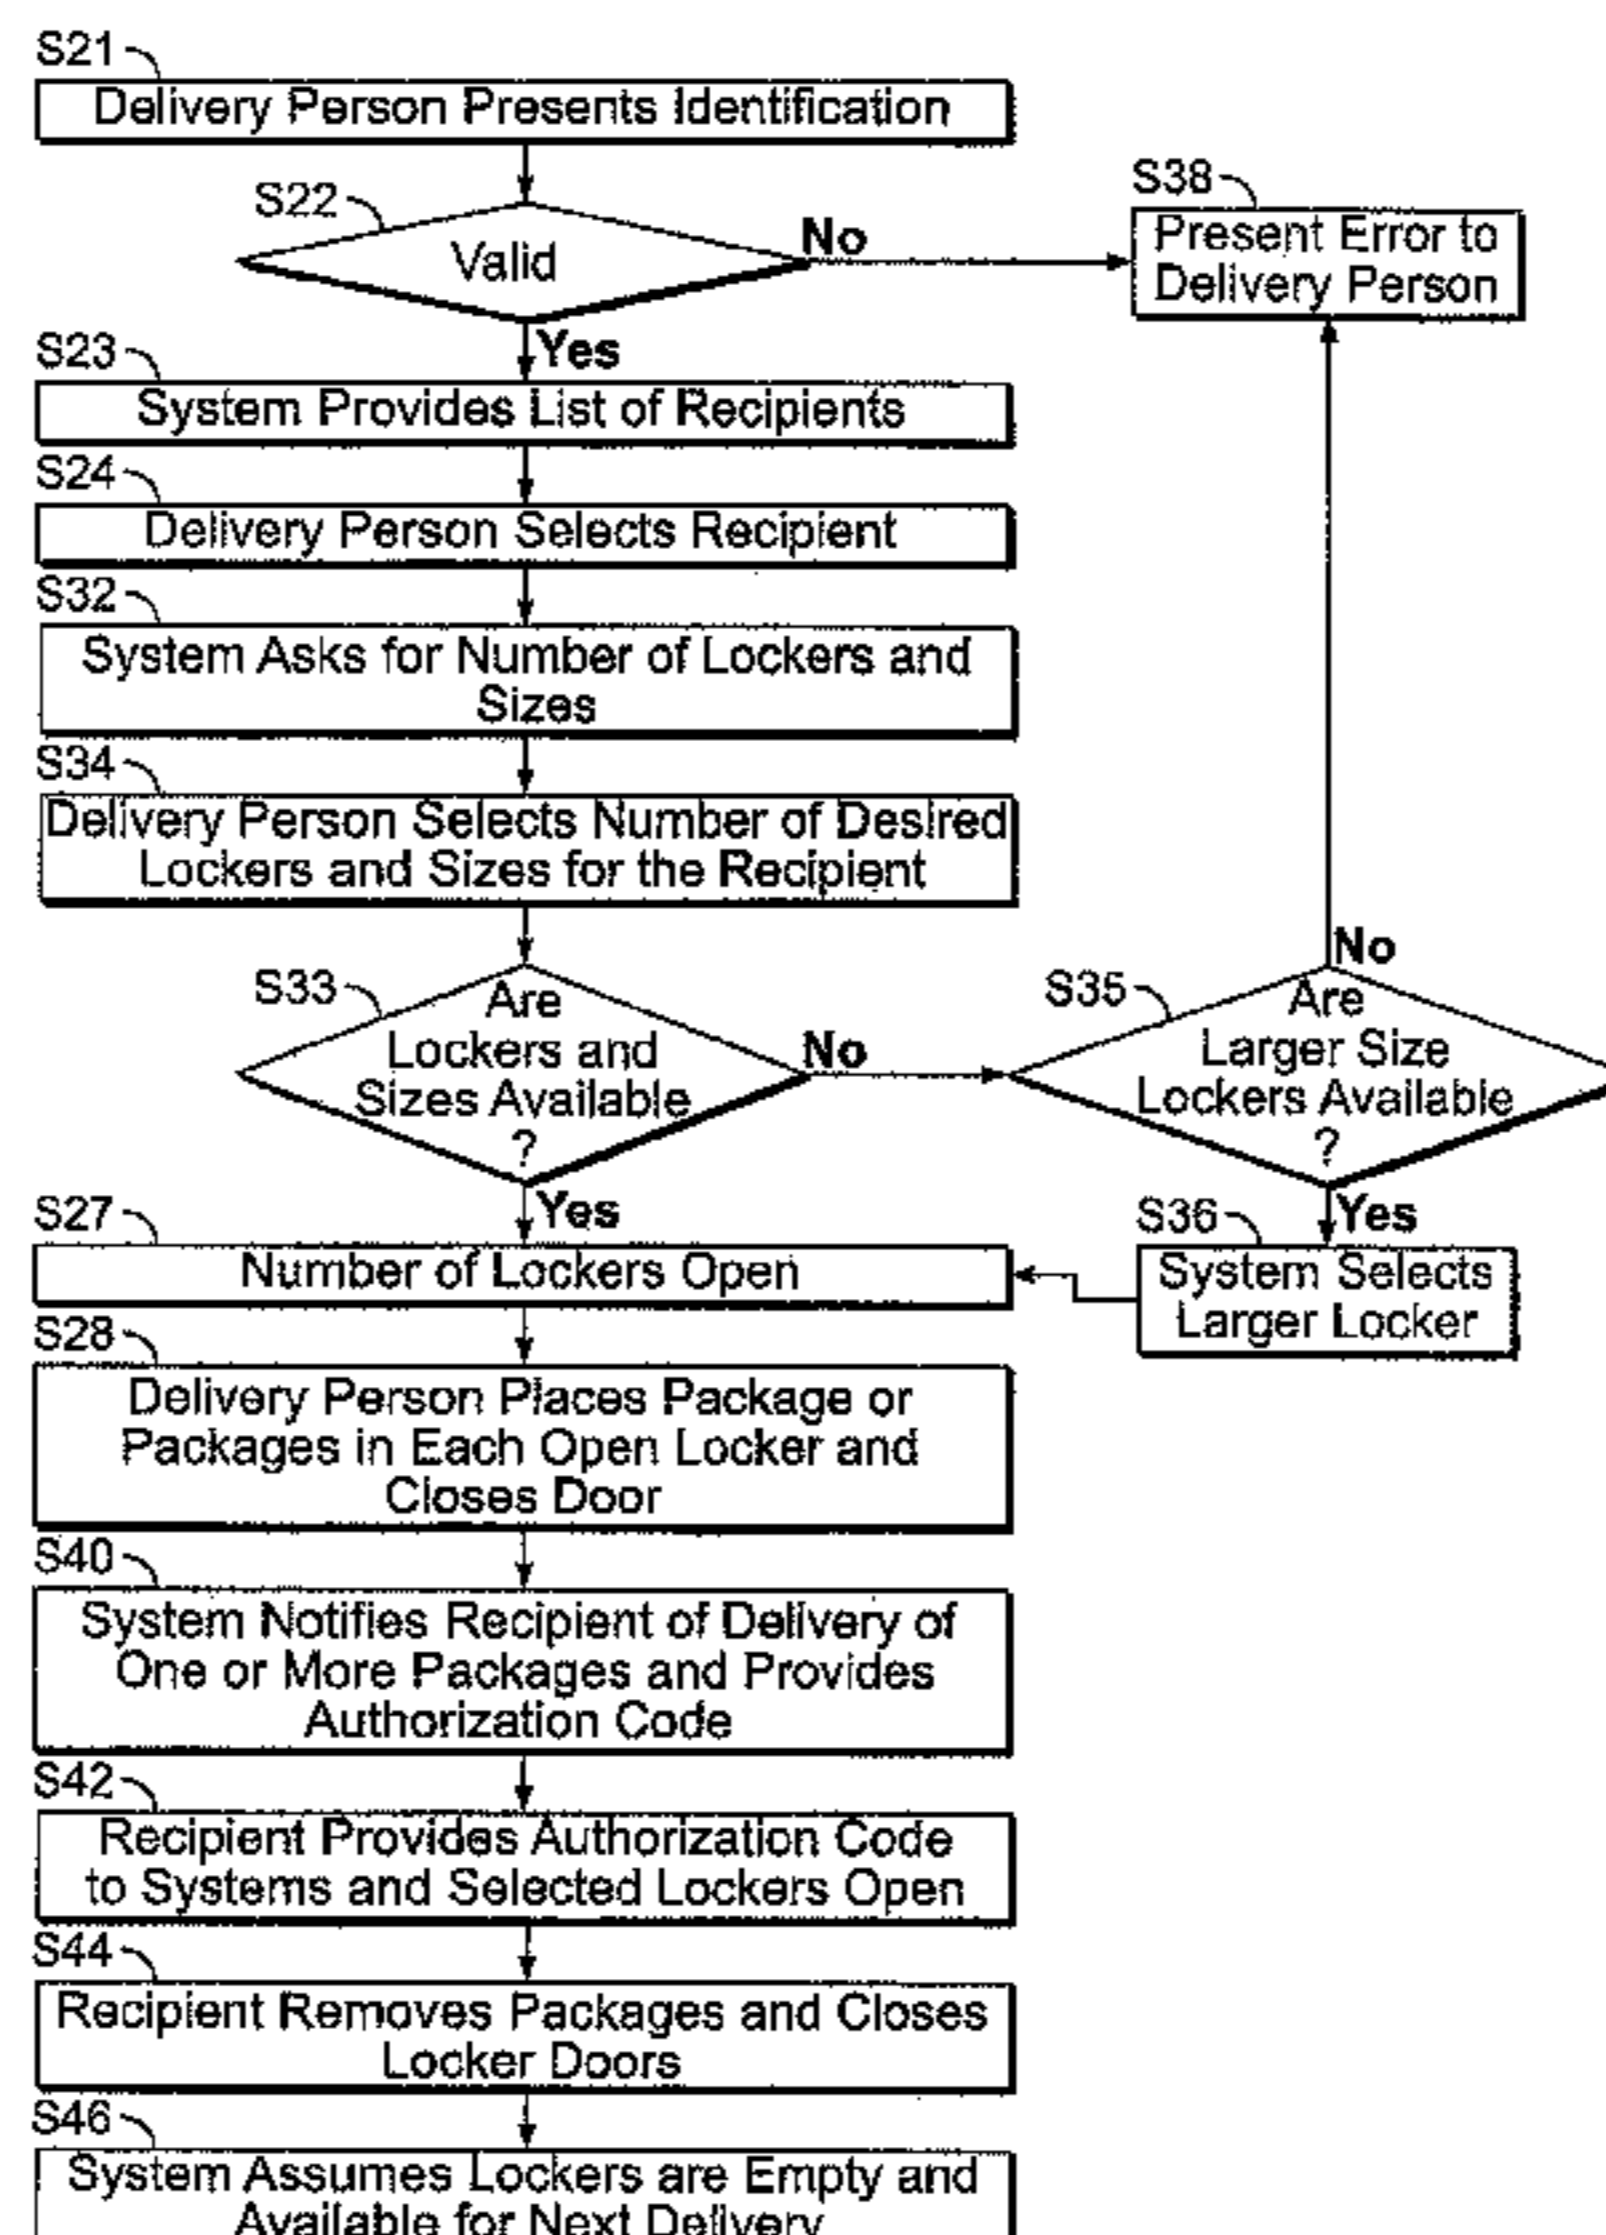 S21
Delivery Person Presents Identification
S22
Valid
No
S38
Present Error to
Delivery Person
Yes
S23
System Provides List of Recipients
S24
Delivery Person Selects Recipient
S32
System Asks for Number of Lockers and
Sizes
S34
Delivery Person Selects Number of Desired
Lockers and Sizes for the Recipient
S33
Are
Lockers and
Sizes Available
?
No
S35
No
Are
Larger Size
Lockers Available
?
Yes
Yes
S27
Number of Lockers Open
S36
System Selects
Larger Locker
S28
Delivery Person Places Package or
Packages in Each Open Locker and
Closes Door
S40
System Notifies Recipient of Delivery of
One or More Packages and Provides
Authorization Code
S42
Recipient Provides Authorization Code
to Systems and Selected Lockers Open
S44
Recipient Removes Packages and Closes
Locker Doors
S46
System Assumes Lockers are Empty and
Available for Next Delivery